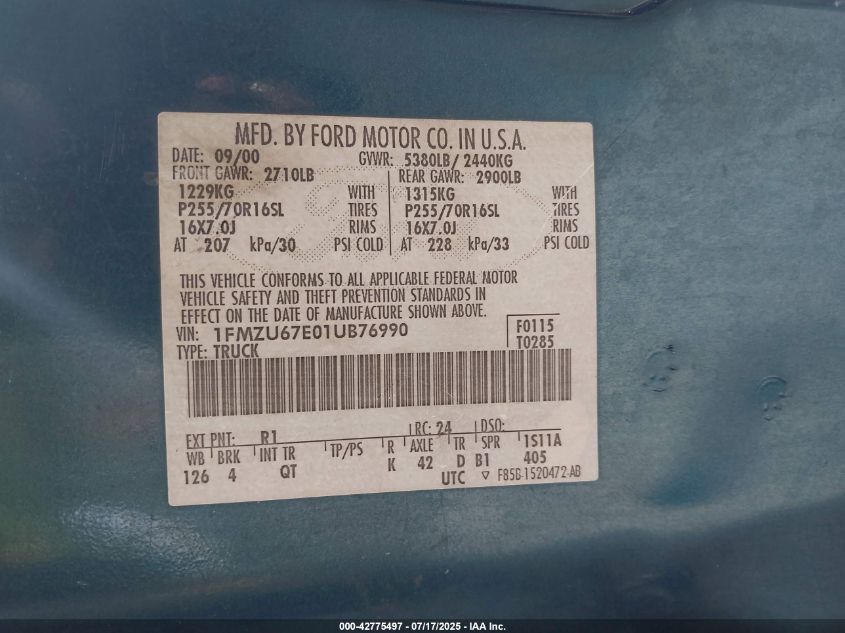 MFD. BY FORD MOTOR CO. IN U.S.A.
DATE: 09/00 GVWR: 5380LB/ 2440KG
FRONT GAWR: 2710LB REAR GAWR: 2900LB
1229KG WITH 1315KG WITH
P255/70R16SL TIRES P255/70R16SL TIRES
16X7.0J RIMS 16X7.0J RIMS
AT 207 kPa/30 PSI COLD AT 228 kPa/33 PSI COLD
THIS VEHICLE CONFORMS TO ALL APPLICABLE FEDERAL MOTOR
VEHICLE SAFETY AND THEFT PREVENTION STANDARDS IN
EFFECT ON THE DATE OF MANUFACTURE SHOWN ABOVE.
VIN: 1FMZU67E01UB76990 F0115
TYPE: TRUCK T0285
EXT PNT: R1 RC: 24 DSO:
WB BRK INT TR TP/PS R AXLE TR SPR 1S11A
126 4 QT K 42 D B1 405
UTC F85B-1520472-AB
000-42775497 - 07/17/2025 - IAA Inc.